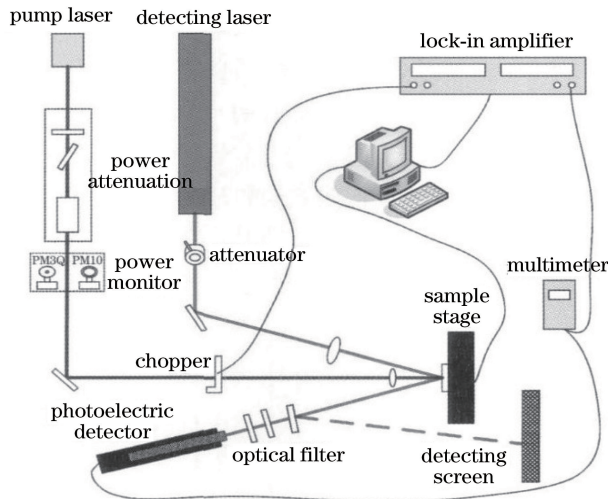 pump laser
detecting laser
lock-in amplifier
power
attenuation
attenuator
PM3Q
PM10
power
monitor
multimeter
sample
stage
chopper
photoelectric
detector
optical filter
detecting
screen